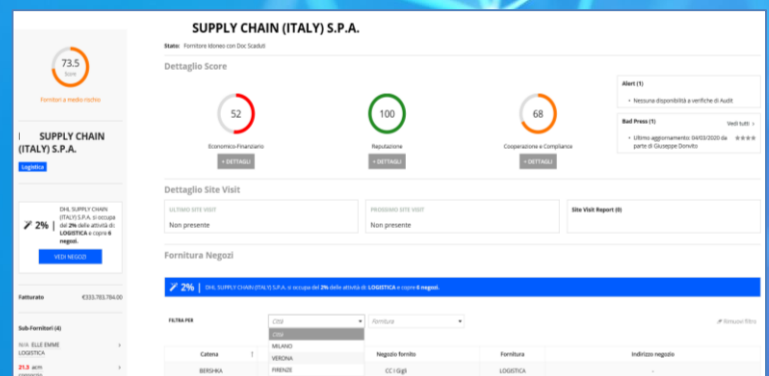 SUPPLY CHAIN (ITALY) S.P.A.
Stato: Fornitore idoneo con Doc Scaduti
73.5
Score
Fornitori a medio rischio
SUPPLY CHAIN
(ITALY) S.P.A.
Logistica
2%
DHL SUPPLY CHAIN
(ITALY) S.P.A. si occupa
del 2% delle attività di
LOGISTICA e copre 6
negozi.
VEDI NEGOZI
Fatturato €333,783,784.00
Sub-Fornitori (4)
ELLE EMME
LOGISTICA
21.3
Dettaglio Score
52
Economico-Finanziario
+ DETTAGLI
100
Reputazione
+ DETTAGLI
68
Cooperazione e Compliance
+ DETTAGLI
Alert (1)
• Nessuna disponibilità a verifiche di Audit
Bad Press (1) Vedi tutti ›
• Ultimo aggiornamento: 04/03/2020 da
parte di Giuseppe Donvito
Dettaglio Site Visit
ULTIMO SITE VISIT
Non presente
PROSSIMO SITE VISIT
Non presente
Site Visit Report (0)
Fornitura Negozi
2% | DHL SUPPLY CHAIN (ITALY) S.P.A. si occupa del 2% delle attività di LOGISTICA e copre 6 negozi.
FILTRA PER Città Fornitura Rimuovi filtro
Città
MILANO
VERONA
FIRENZE
Catena Negozio fornito Fornitura Indirizzo negozio
BERSHKA CC I Gigli LOGISTICA -